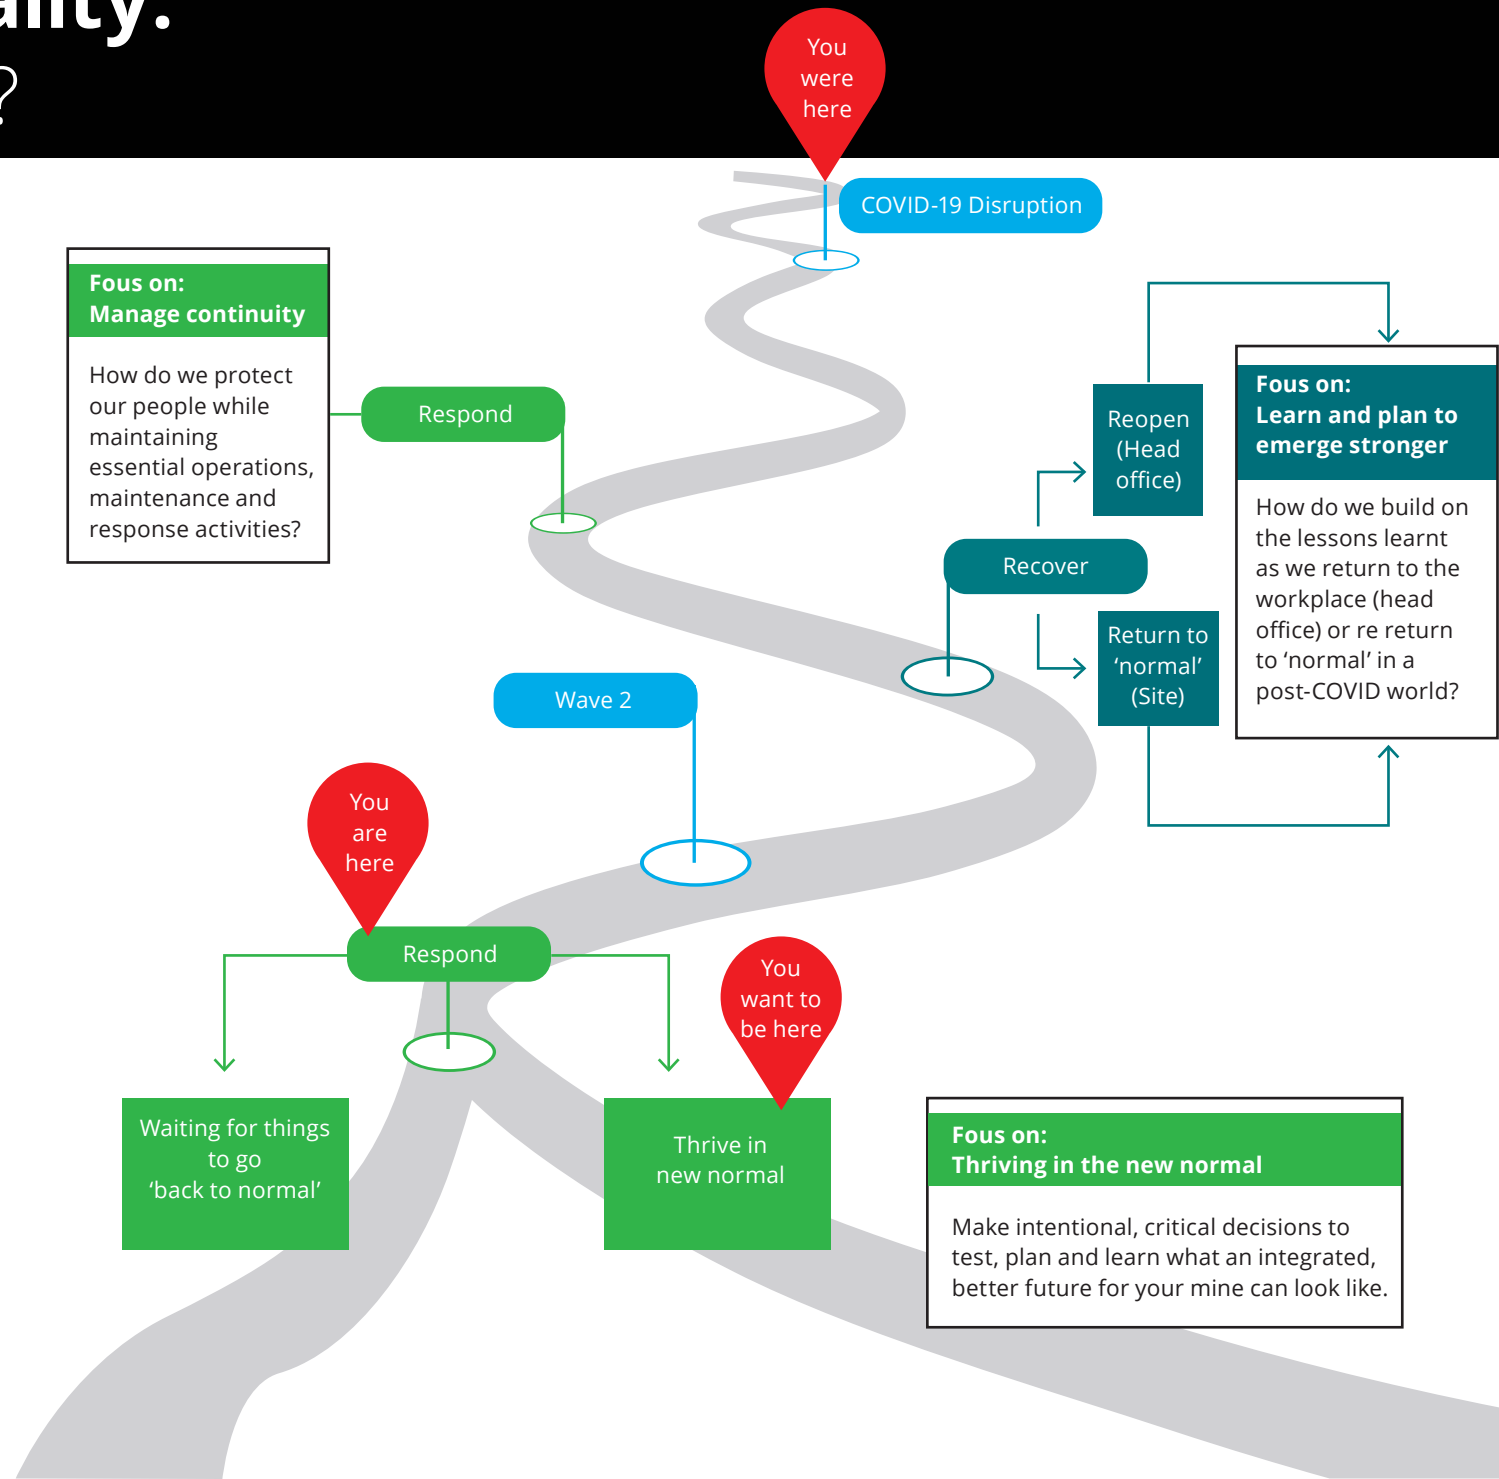 ?
You
were
here
COVID-19 Disruption
Fous on:
Manage continuity
How do we protect
our people while
maintaining
essential operations,
maintenance and
response activities?
Respond
Reopen
(Head
office)
Recover
Return to
‘normal’
(Site)
Fous on:
Learn and plan to
emerge stronger
How do we build on
the lessons learnt
as we return to the
workplace (head
office) or re return
to ‘normal’ in a
post-COVID world?
Wave 2
You
are
here
Respond
You
want to
be here
Waiting for things
to go
‘back to normal’
Thrive in
new normal
Fous on:
Thriving in the new normal
Make intentional, critical decisions to
test, plan and learn what an integrated,
better future for your mine can look like.